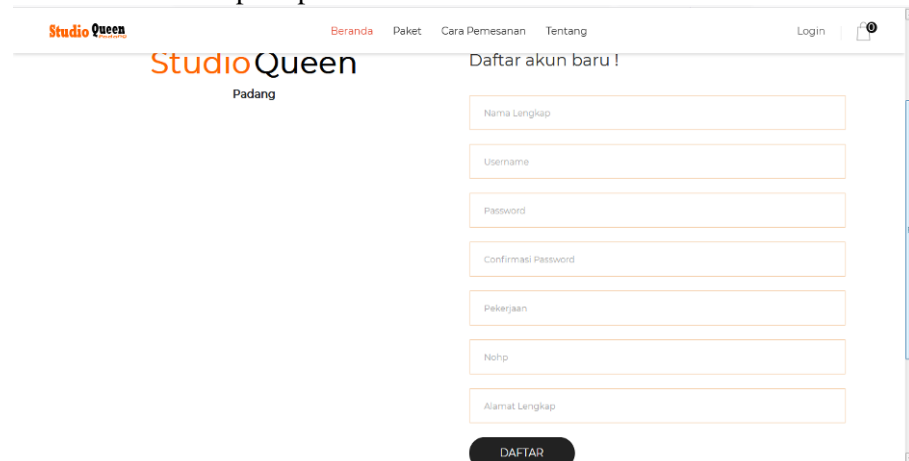 Studio Queen
Beranda Paket Cara Pemesanan Tentang Login 0
Studio Queen
Padang
Daftar akun baru !
Nama Lengkap
Username
Password
Confirmasi Password
Pekerjaan
Nohp
Alamat Lengkap
DAFTAR